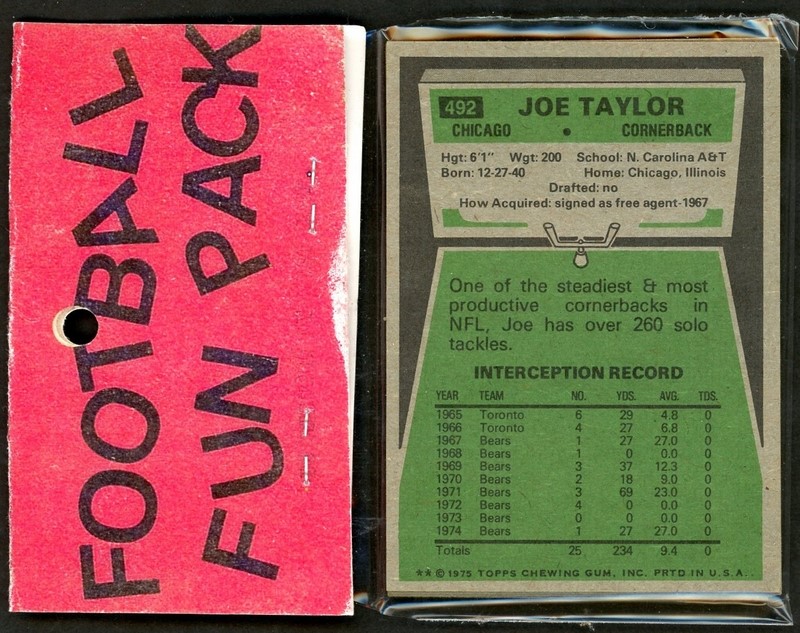 FOOTBALL
FUN PACK
492 JOE TAYLOR
CHICAGO • CORNERBACK
Hgt: 6'1" Wgt: 200 School: N. Carolina A&T
Born: 12-27-40 Home: Chicago, Illinois
Drafted: no
How Acquired: signed as free agent-1967
One of the steadiest & most
productive cornerbacks in
NFL, Joe has over 260 solo
tackles.
INTERCEPTION RECORD
YEAR TEAM NO. YDS. AVG. TDS.
1965 Toronto 6 29 4.8 0
1966 Toronto 4 27 6.8 0
1967 Bears 1 27 27.0 0
1968 Bears 1 0 0.0 0
1969 Bears 3 37 12.3 0
1970 Bears 2 18 9.0 0
1971 Bears 3 69 23.0 0
1972 Bears 4 0 0.0 0
1973 Bears 0 0 0.0 0
1974 Bears 1 27 27.0 0
Totals 25 234 9.4 0
** © 1975 TOPPS CHEWING GUM, INC. PRTD IN U.S.A..